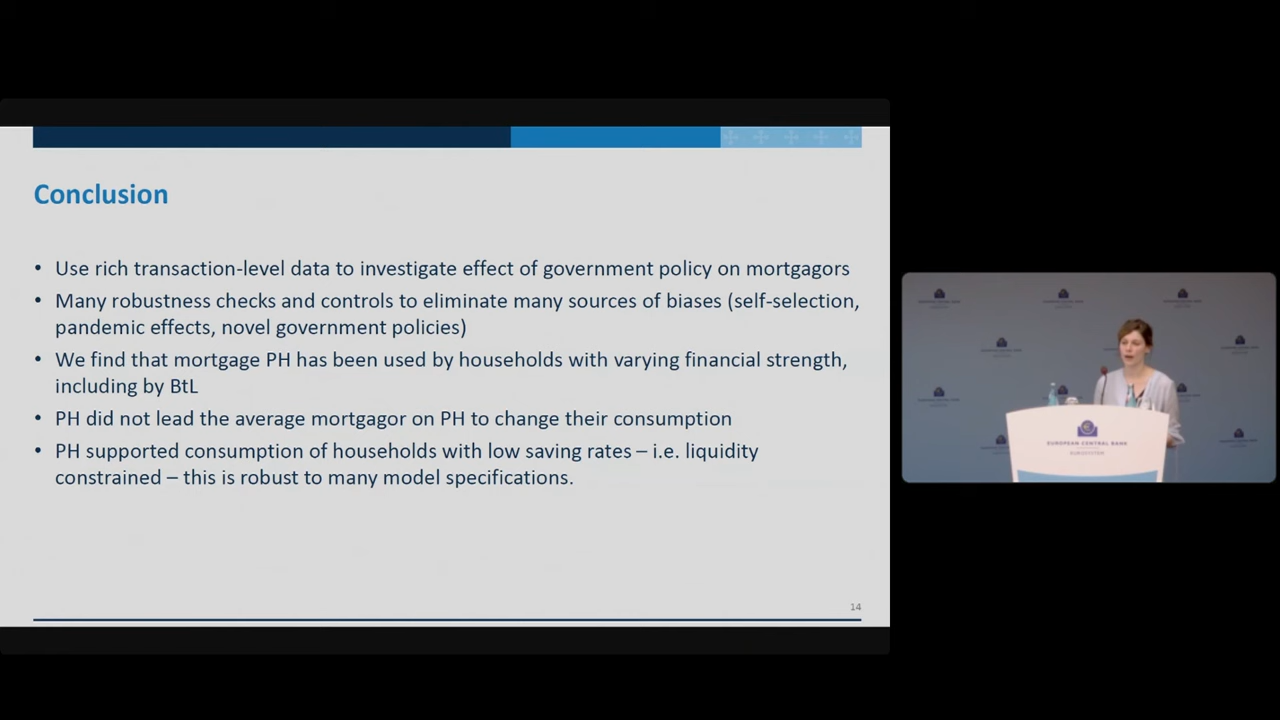 Conclusion
• Use rich transaction-level data to investigate effect of government policy on mortgagors
• Many robustness checks and controls to eliminate many sources of biases (self-selection,
pandemic effects, novel government policies)
• We find that mortgage PH has been used by households with varying financial strength,
including by BtL
• PH did not lead the average mortgagor on PH to change their consumption
• PH supported consumption of households with low saving rates – i.e. liquidity
constrained – this is robust to many model specifications.
14
EUROPEAN CENTRAL BANK
EUROSYSTEM